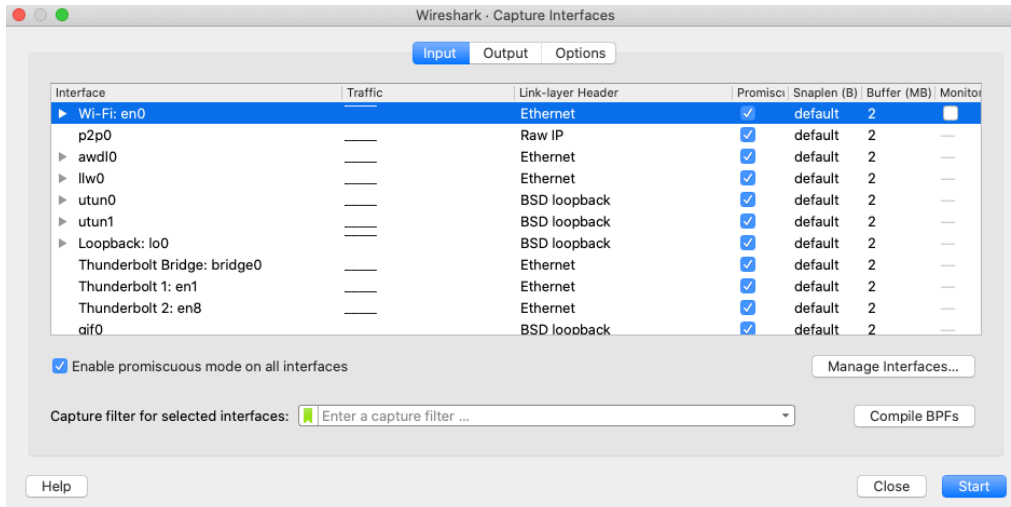 Wireshark · Capture Interfaces
Input Output Options
Interface Traffic Link-layer Header Promisci Snaplen (B) Buffer (MB) Monitor
Wi-Fi: en0 Ethernet default 2
p2p0 Raw IP default 2 —
awdl0 Ethernet default 2 —
llw0 Ethernet default 2 —
utun0 BSD loopback default 2 —
utun1 BSD loopback default 2 —
Loopback: lo0 BSD loopback default 2 —
Thunderbolt Bridge: bridge0 Ethernet default 2 —
Thunderbolt 1: en1 Ethernet default 2 —
Thunderbolt 2: en8 Ethernet default 2 —
gif0 BSD loopback default 2 —
Enable promiscuous mode on all interfaces Manage Interfaces...
Capture filter for selected interfaces: Enter a capture filter ... Compile BPFs
Help Close Start